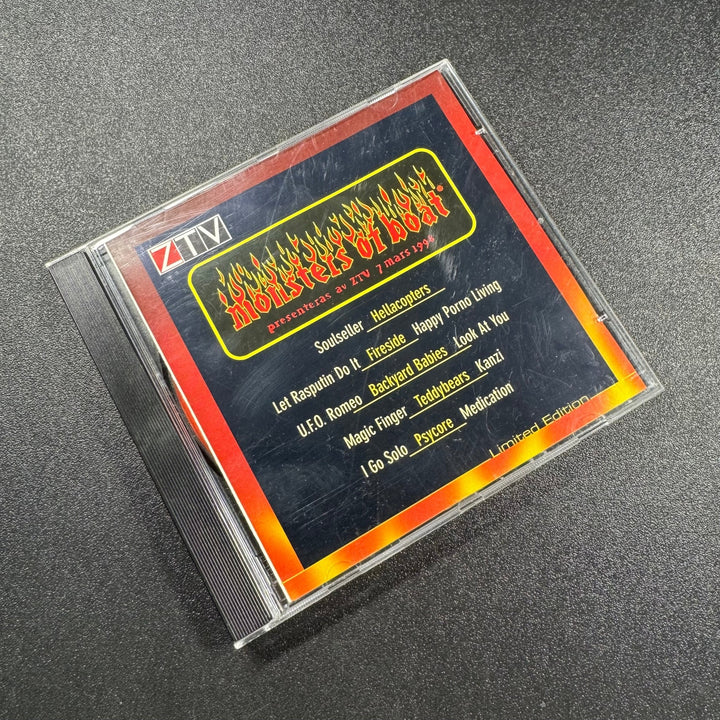 ZTV
monsters of boat®
presenteras av ZTV 7 mars 1998
Soulseller Hellacopters
Let Rasputin Do It Fireside Happy Porno Living
U.F.O. Romeo Backyard Babies Look At You
Magic Finger Teddybears Kanzi
I Go Solo Psycore Medication
Limited Edition